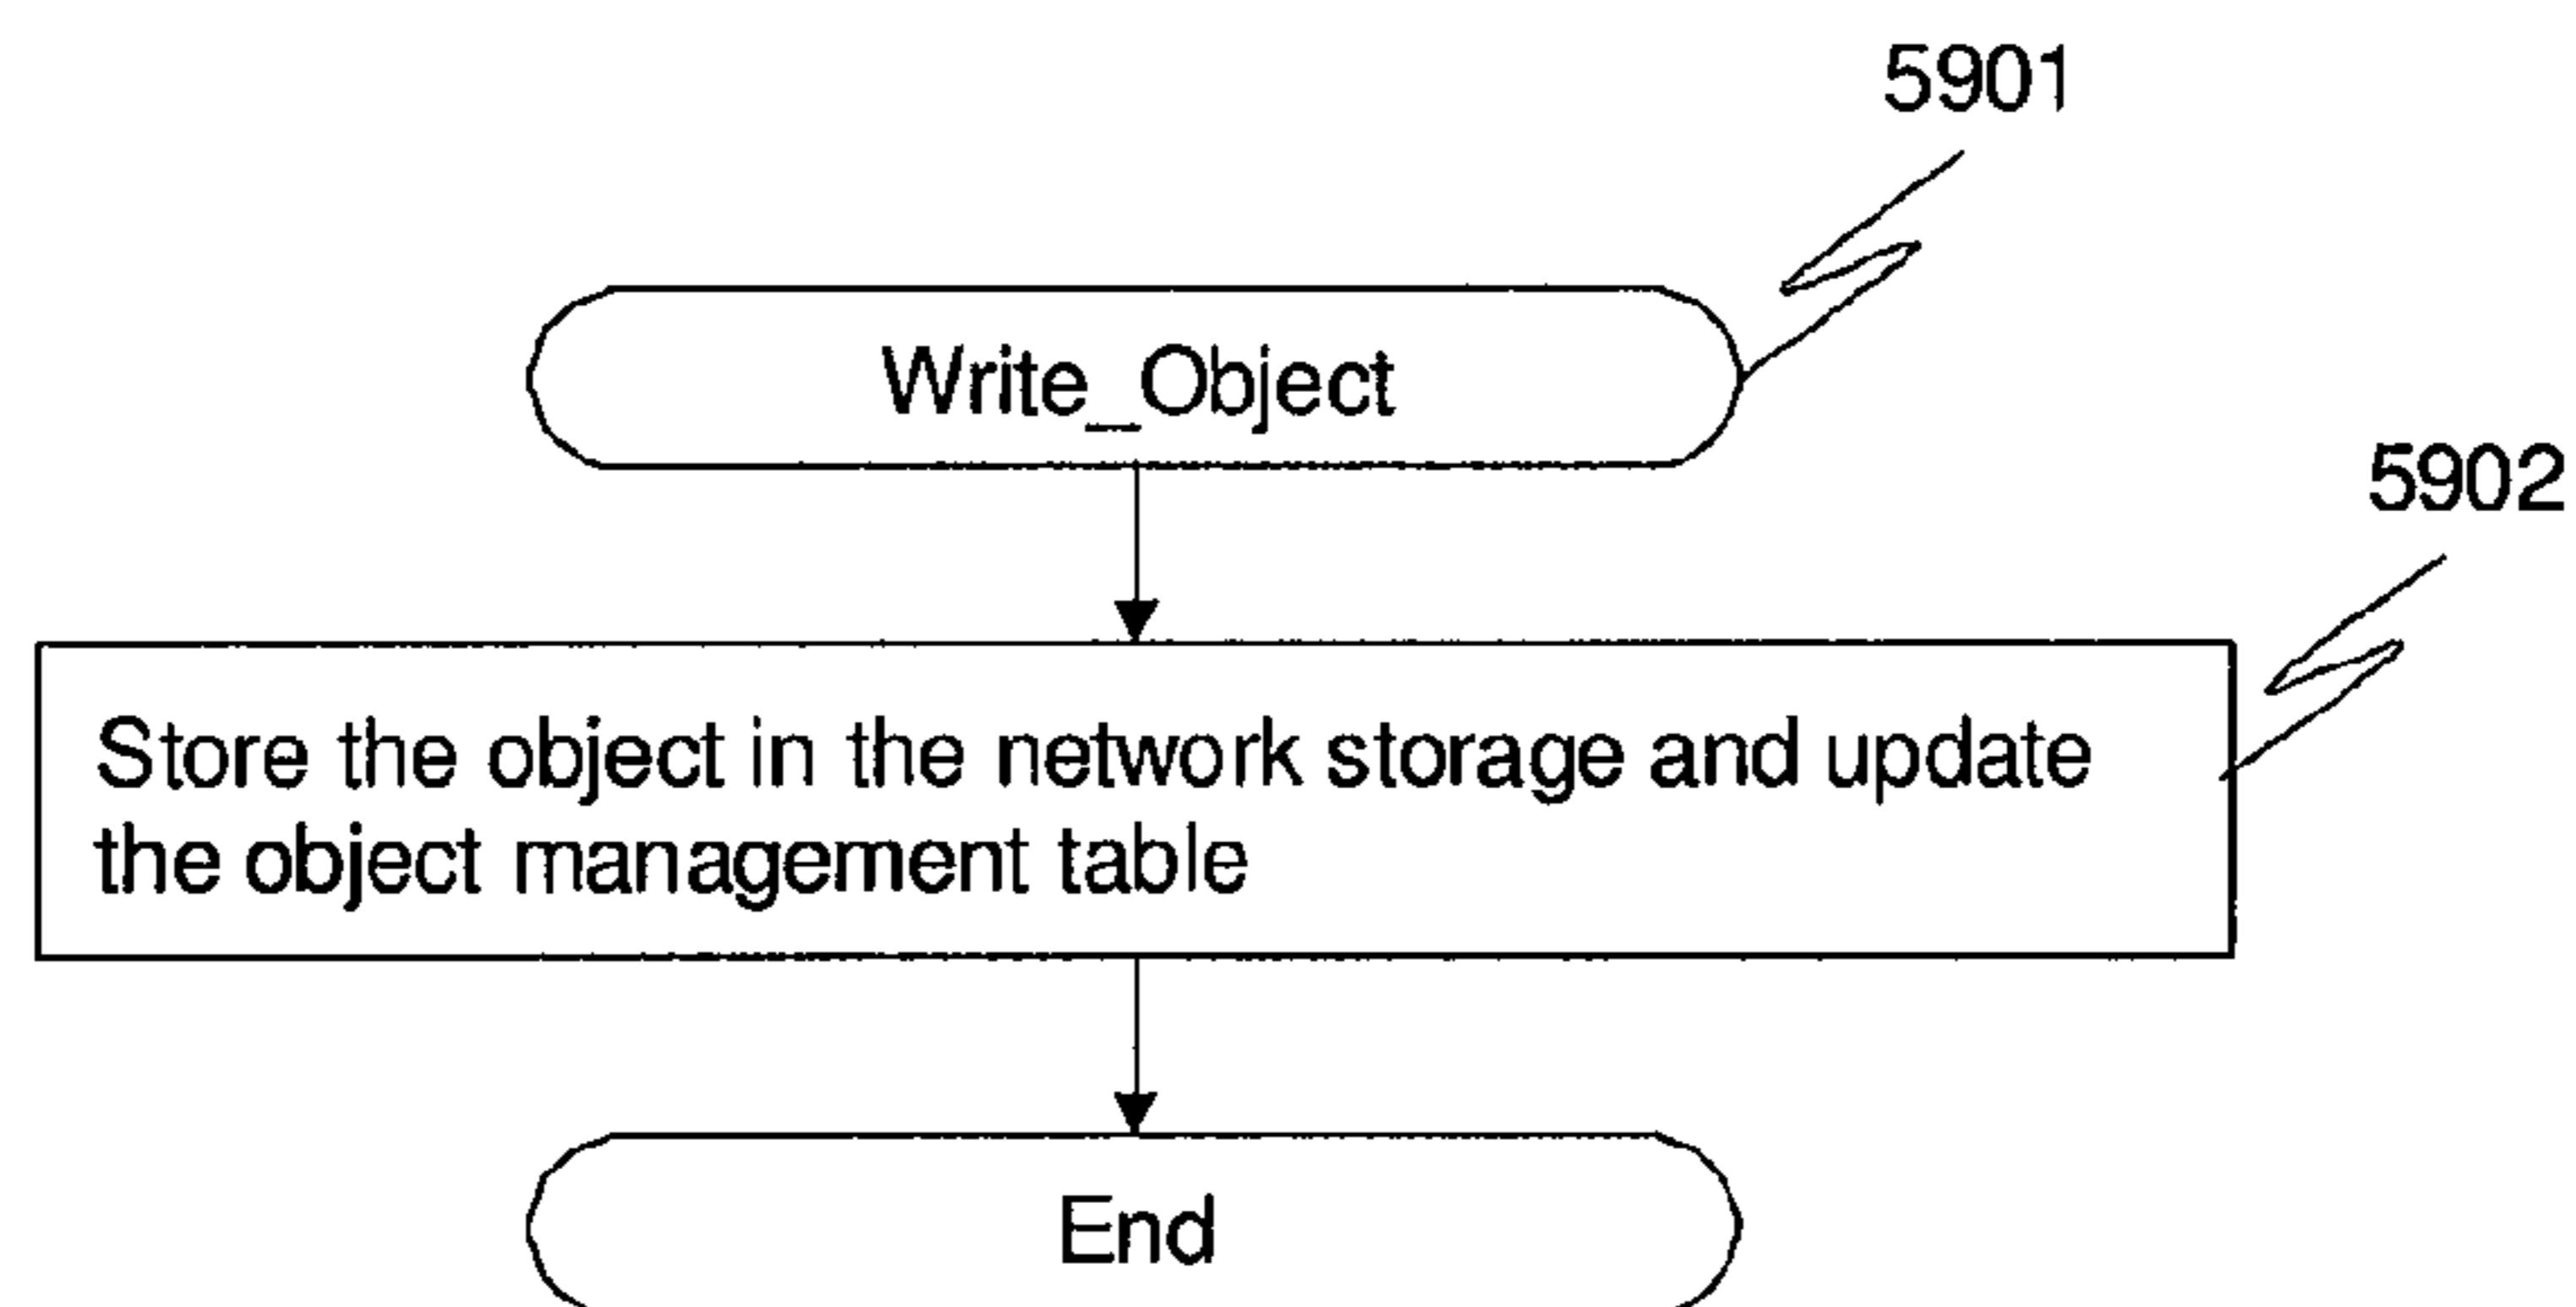 5901
Write_Object
5902
Store the object in the network storage and update
the object management table
End